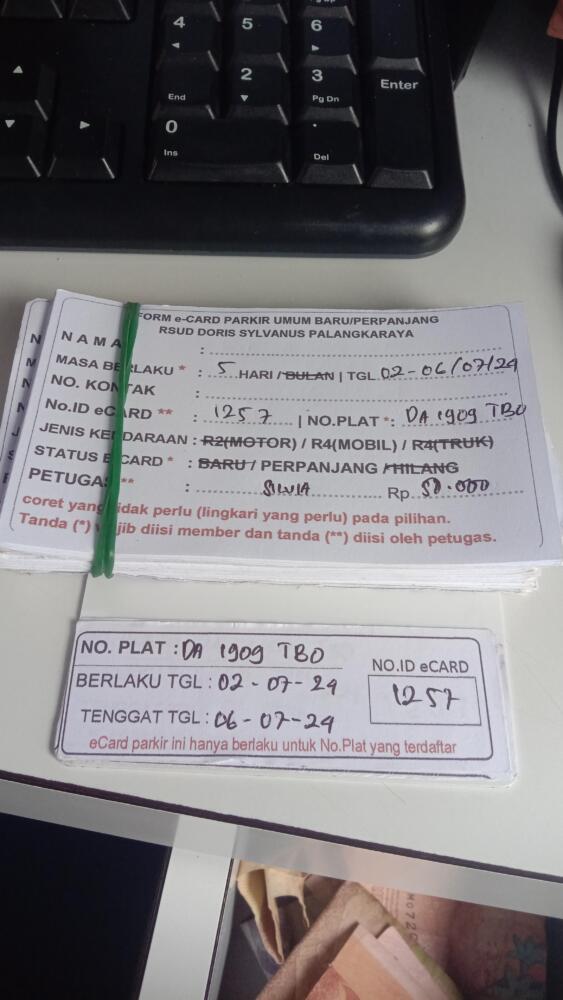 4 5 6
2 3 Enter
End Pg Dn
0 .
Ins Del
FORM e-CARD PARKIR UMUM BARU/PERPANJANG
RSUD DORIS SYLVANUS PALANGKARAYA
NAMA :
MASA BERLAKU * : 5 HARI / BULAN | TGL 02-06/07/24
NO. KONTAK :
No.ID eCARD ** : 1257 | NO.PLAT *: DA 1909 TBO
JENIS KENDARAAN : R2(MOTOR) / R4(MOBIL) / R4(TRUK)
STATUS ECARD * : BARU / PERPANJANG / HILANG
PETUGAS ** : SILVIA Rp. 50.000
coret yang tidak perlu (lingkari yang perlu) pada pilihan.
Tanda (*) wajib diisi member dan tanda (**) diisi oleh petugas.
NO. PLAT : DA 1909 TBO
NO.ID eCARD
BERLAKU TGL : 02-07-24
1257
TENGGAT TGL : 06-07-24
eCard parkir ini hanya berlaku untuk No.Plat yang terdaftar